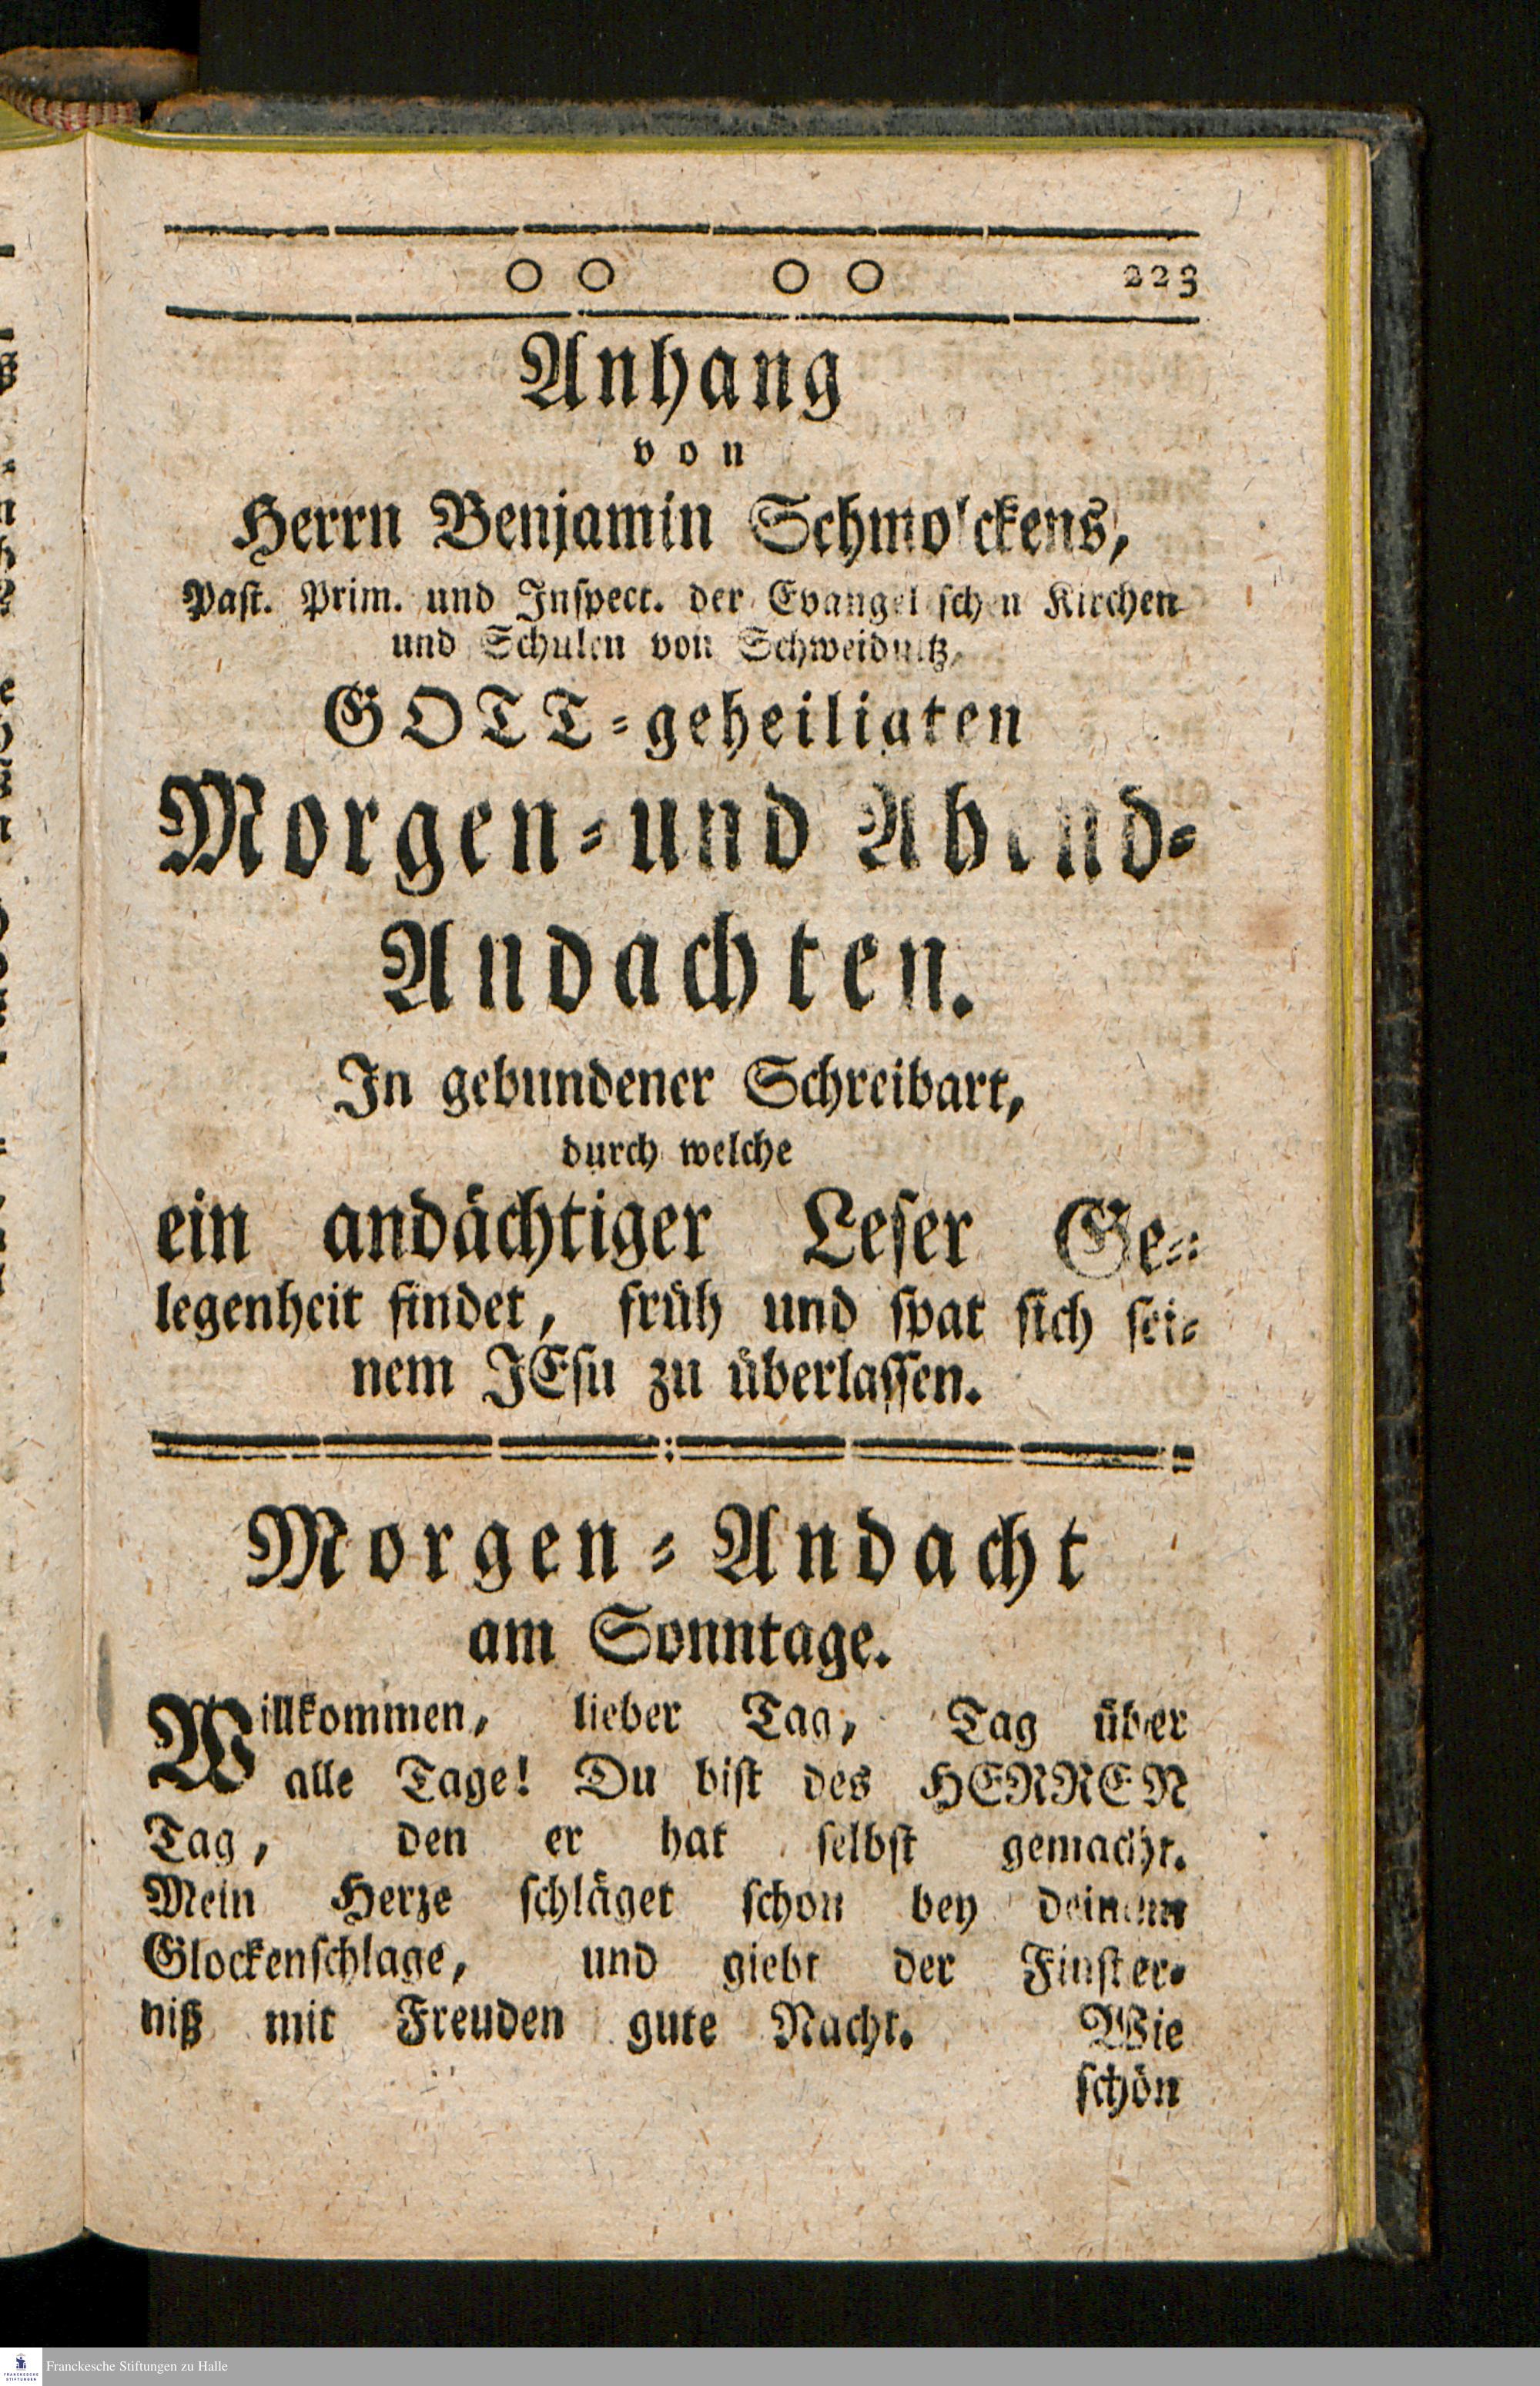 ○ ○ ○ ○ 223
Anhang
von
Herrn Benjamin Schmolckens,
Past. Prim. und Inspect. der Evangelischen Kirchen
und Schulen von Schweidnitz,
GOTT-geheiligten
Morgen- und Abend-
Andachten.
In gebundener Schreibart,
durch welche
ein andächtiger Leser Ge-
legenheit findet, früh und spat sich sei-
nem JEsu zu überlassen.
Morgen-Andacht
am Sonntage.
Willkommen, lieber Tag, Tag über
alle Tage! Du bist des HERREN
Tag, den er hat selbst gemacht.
Mein Herze schläget schon bey deinem
Glockenschlage, und giebt der Finster-
niß mit Freuden gute Nacht. Wie
schön
FRANCKESCHE
STIFTUNGEN
Franckesche Stiftungen zu Halle